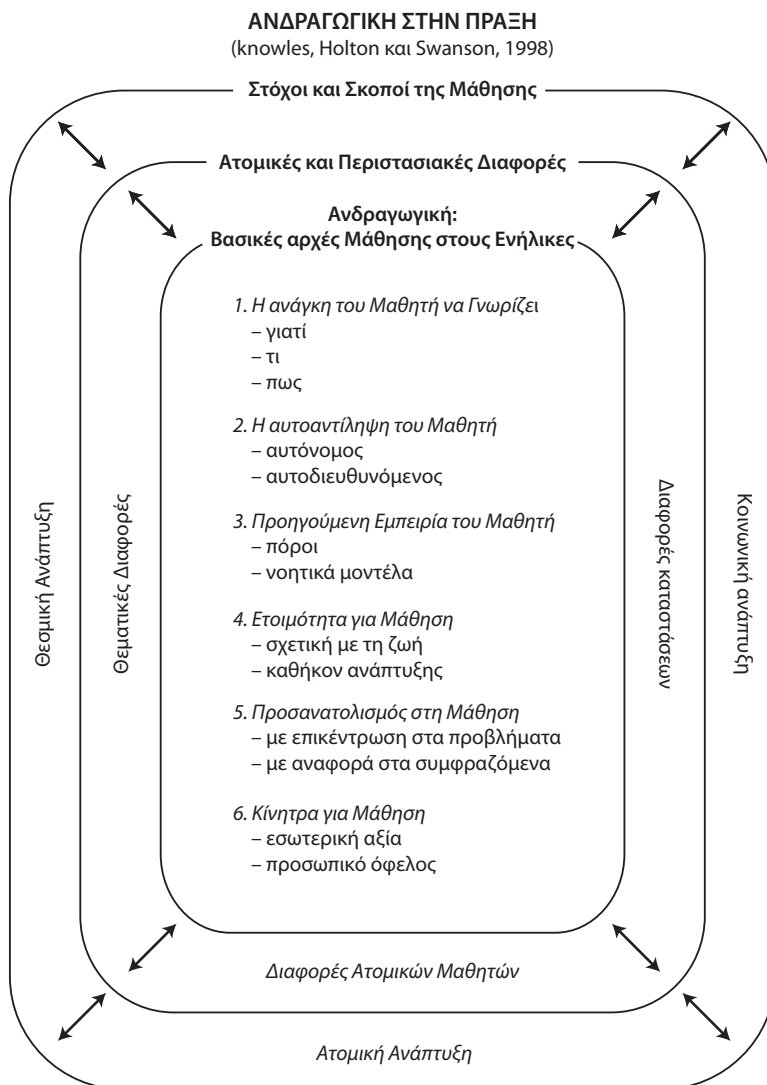 ΑΝΔΡΑΓΩΓΙΚΗ ΣΤΗΝ ΠΡΑΞΗ
(knowles, Holton και Swanson, 1998)
Στόχοι και Σκοποί της Μάθησης
Ατομικές και Περιστασιακές Διαφορές
Ανδραγωγική:
Βασικές αρχές Μάθησης στους Ενήλικες
1. Η ανάγκη του Μαθητή να Γνωρίζει
– γιατί
– τι
– πως
2. Η αυτοαντίληψη του Μαθητή
– αυτόνομος
– αυτοδιευθυνόμενος
3. Προηγούμενη Εμπειρία του Μαθητή
– πόροι
– νοητικά μοντέλα
4. Ετοιμότητα για Μάθηση
– σχετική με τη ζωή
– καθήκον ανάπτυξης
5. Προσανατολισμός στη Μάθηση
– με επικέντρωση στα προβλήματα
– με αναφορά στα συμφραζόμενα
6. Κίνητρα για Μάθηση
– εσωτερική αξία
– προσωπικό όφελος
Θεσμική Ανάπτυξη
Θεματικές Διαφορές
Διαφορές καταστάσεων
Κοινωνική ανάπτυξη
Διαφορές Ατομικών Μαθητών
Ατομική Ανάπτυξη